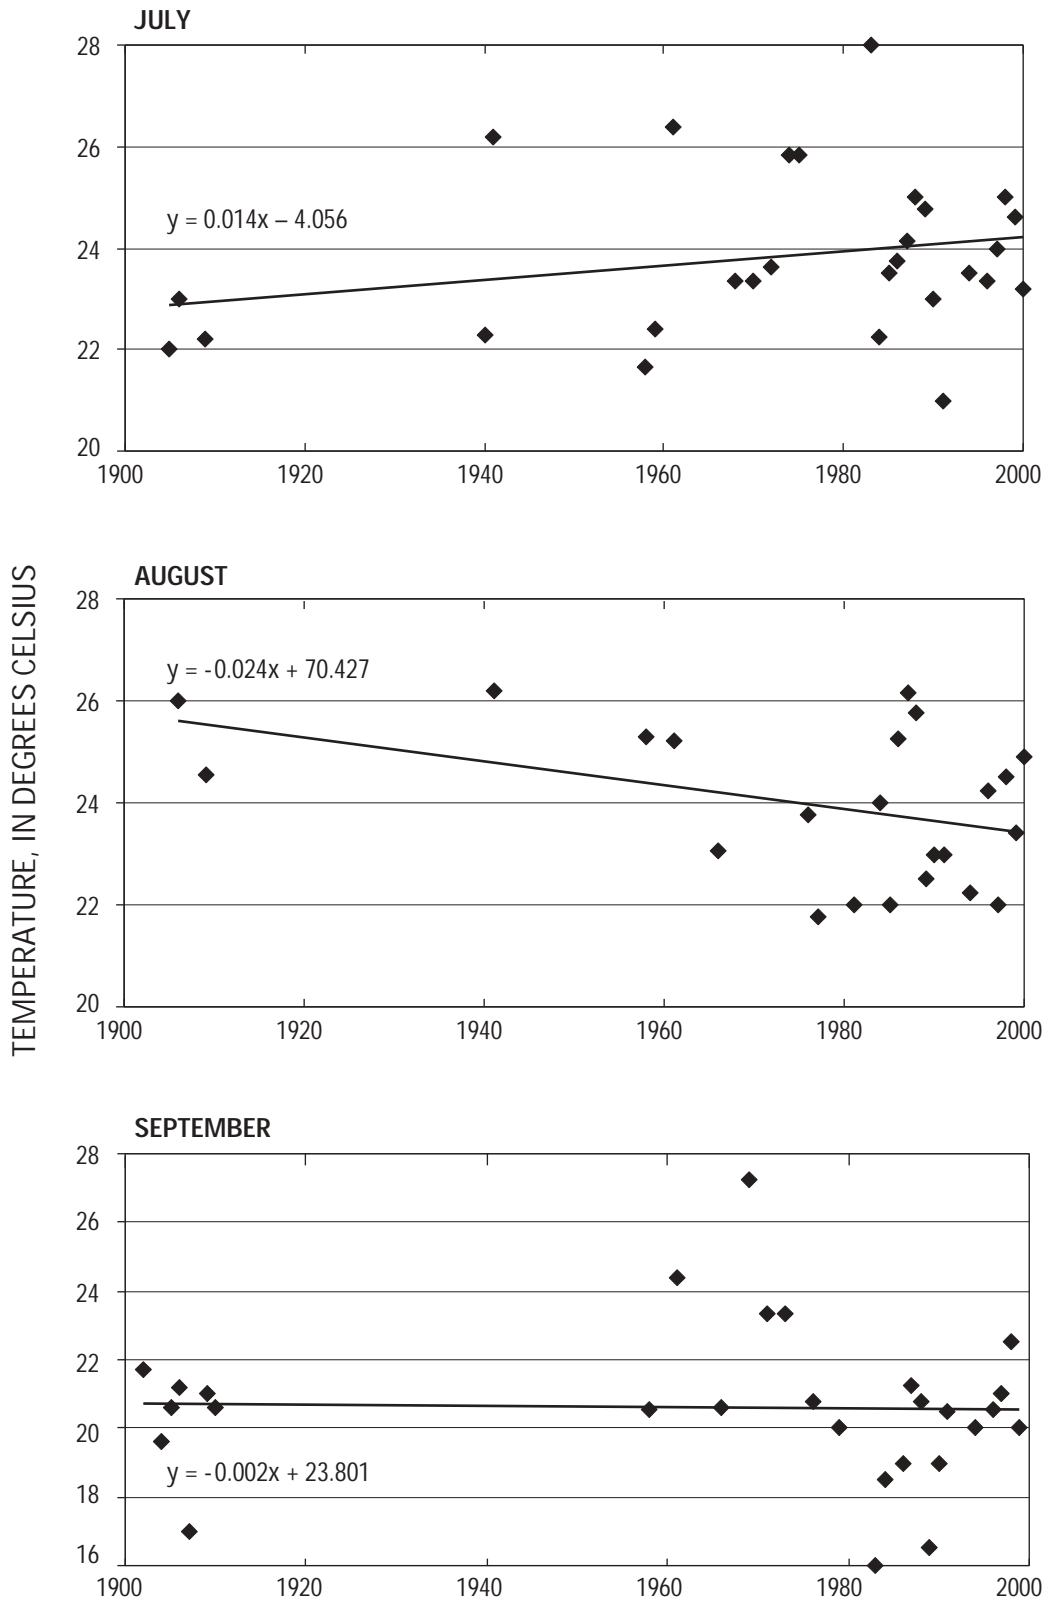 JULY
28
26
y = 0.014x – 4.056
24
22
20
1900 1920 1940 1960 1980 2000
TEMPERATURE, IN DEGREES CELSIUS
AUGUST
28
y = -0.024x + 70.427
26
24
22
20
1900 1920 1940 1960 1980 2000
SEPTEMBER
28
26
24
22
20
y = -0.002x + 23.801
18
16
1900 1920 1940 1960 1980 2000